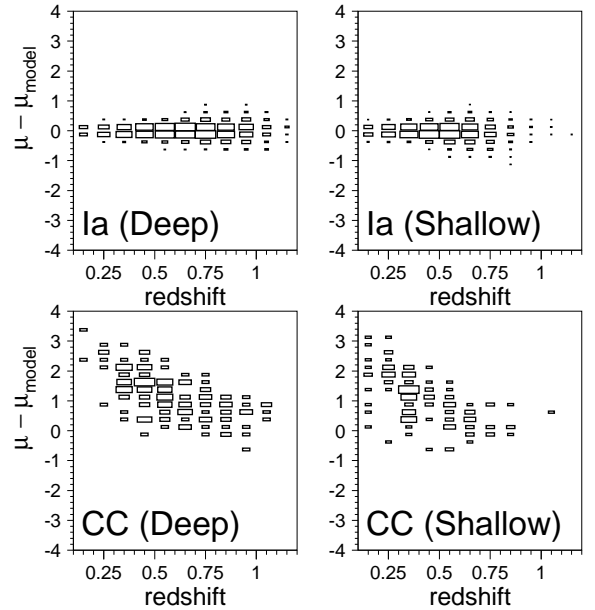 μ − μmodel
4
3
2
1
0
-1
-2
-3
-4
Ia (Deep)
0.25 0.5 0.75 1
redshift
4
3
2
1
0
-1
-2
-3
-4
Ia (Shallow)
0.25 0.5 0.75 1
redshift
μ − μmodel
4
3
2
1
0
-1
-2
-3
-4
CC (Deep)
0.25 0.5 0.75 1
redshift
4
3
2
1
0
-1
-2
-3
-4
CC (Shallow)
0.25 0.5 0.75 1
redshift